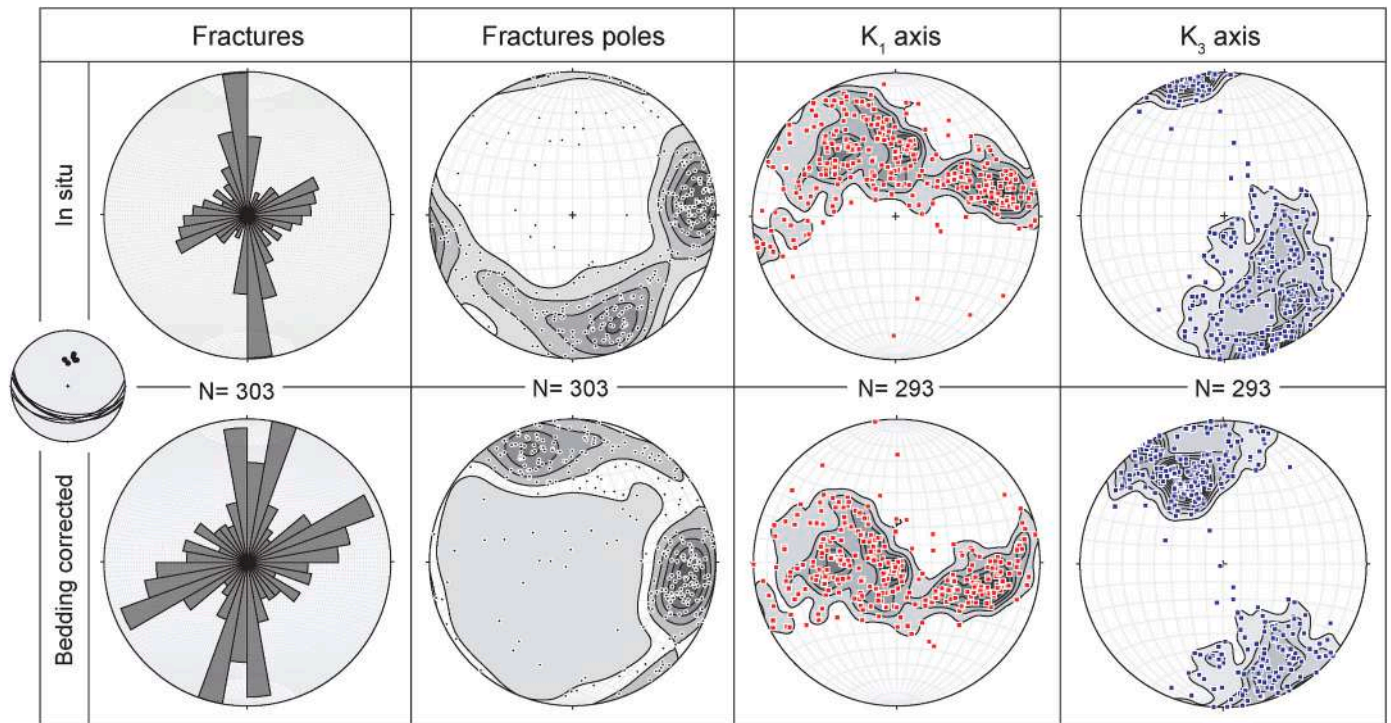 Fractures
Fractures poles
K₁ axis
K₃ axis
In situ
N= 303
N= 303
N= 293
N= 293
Bedding corrected